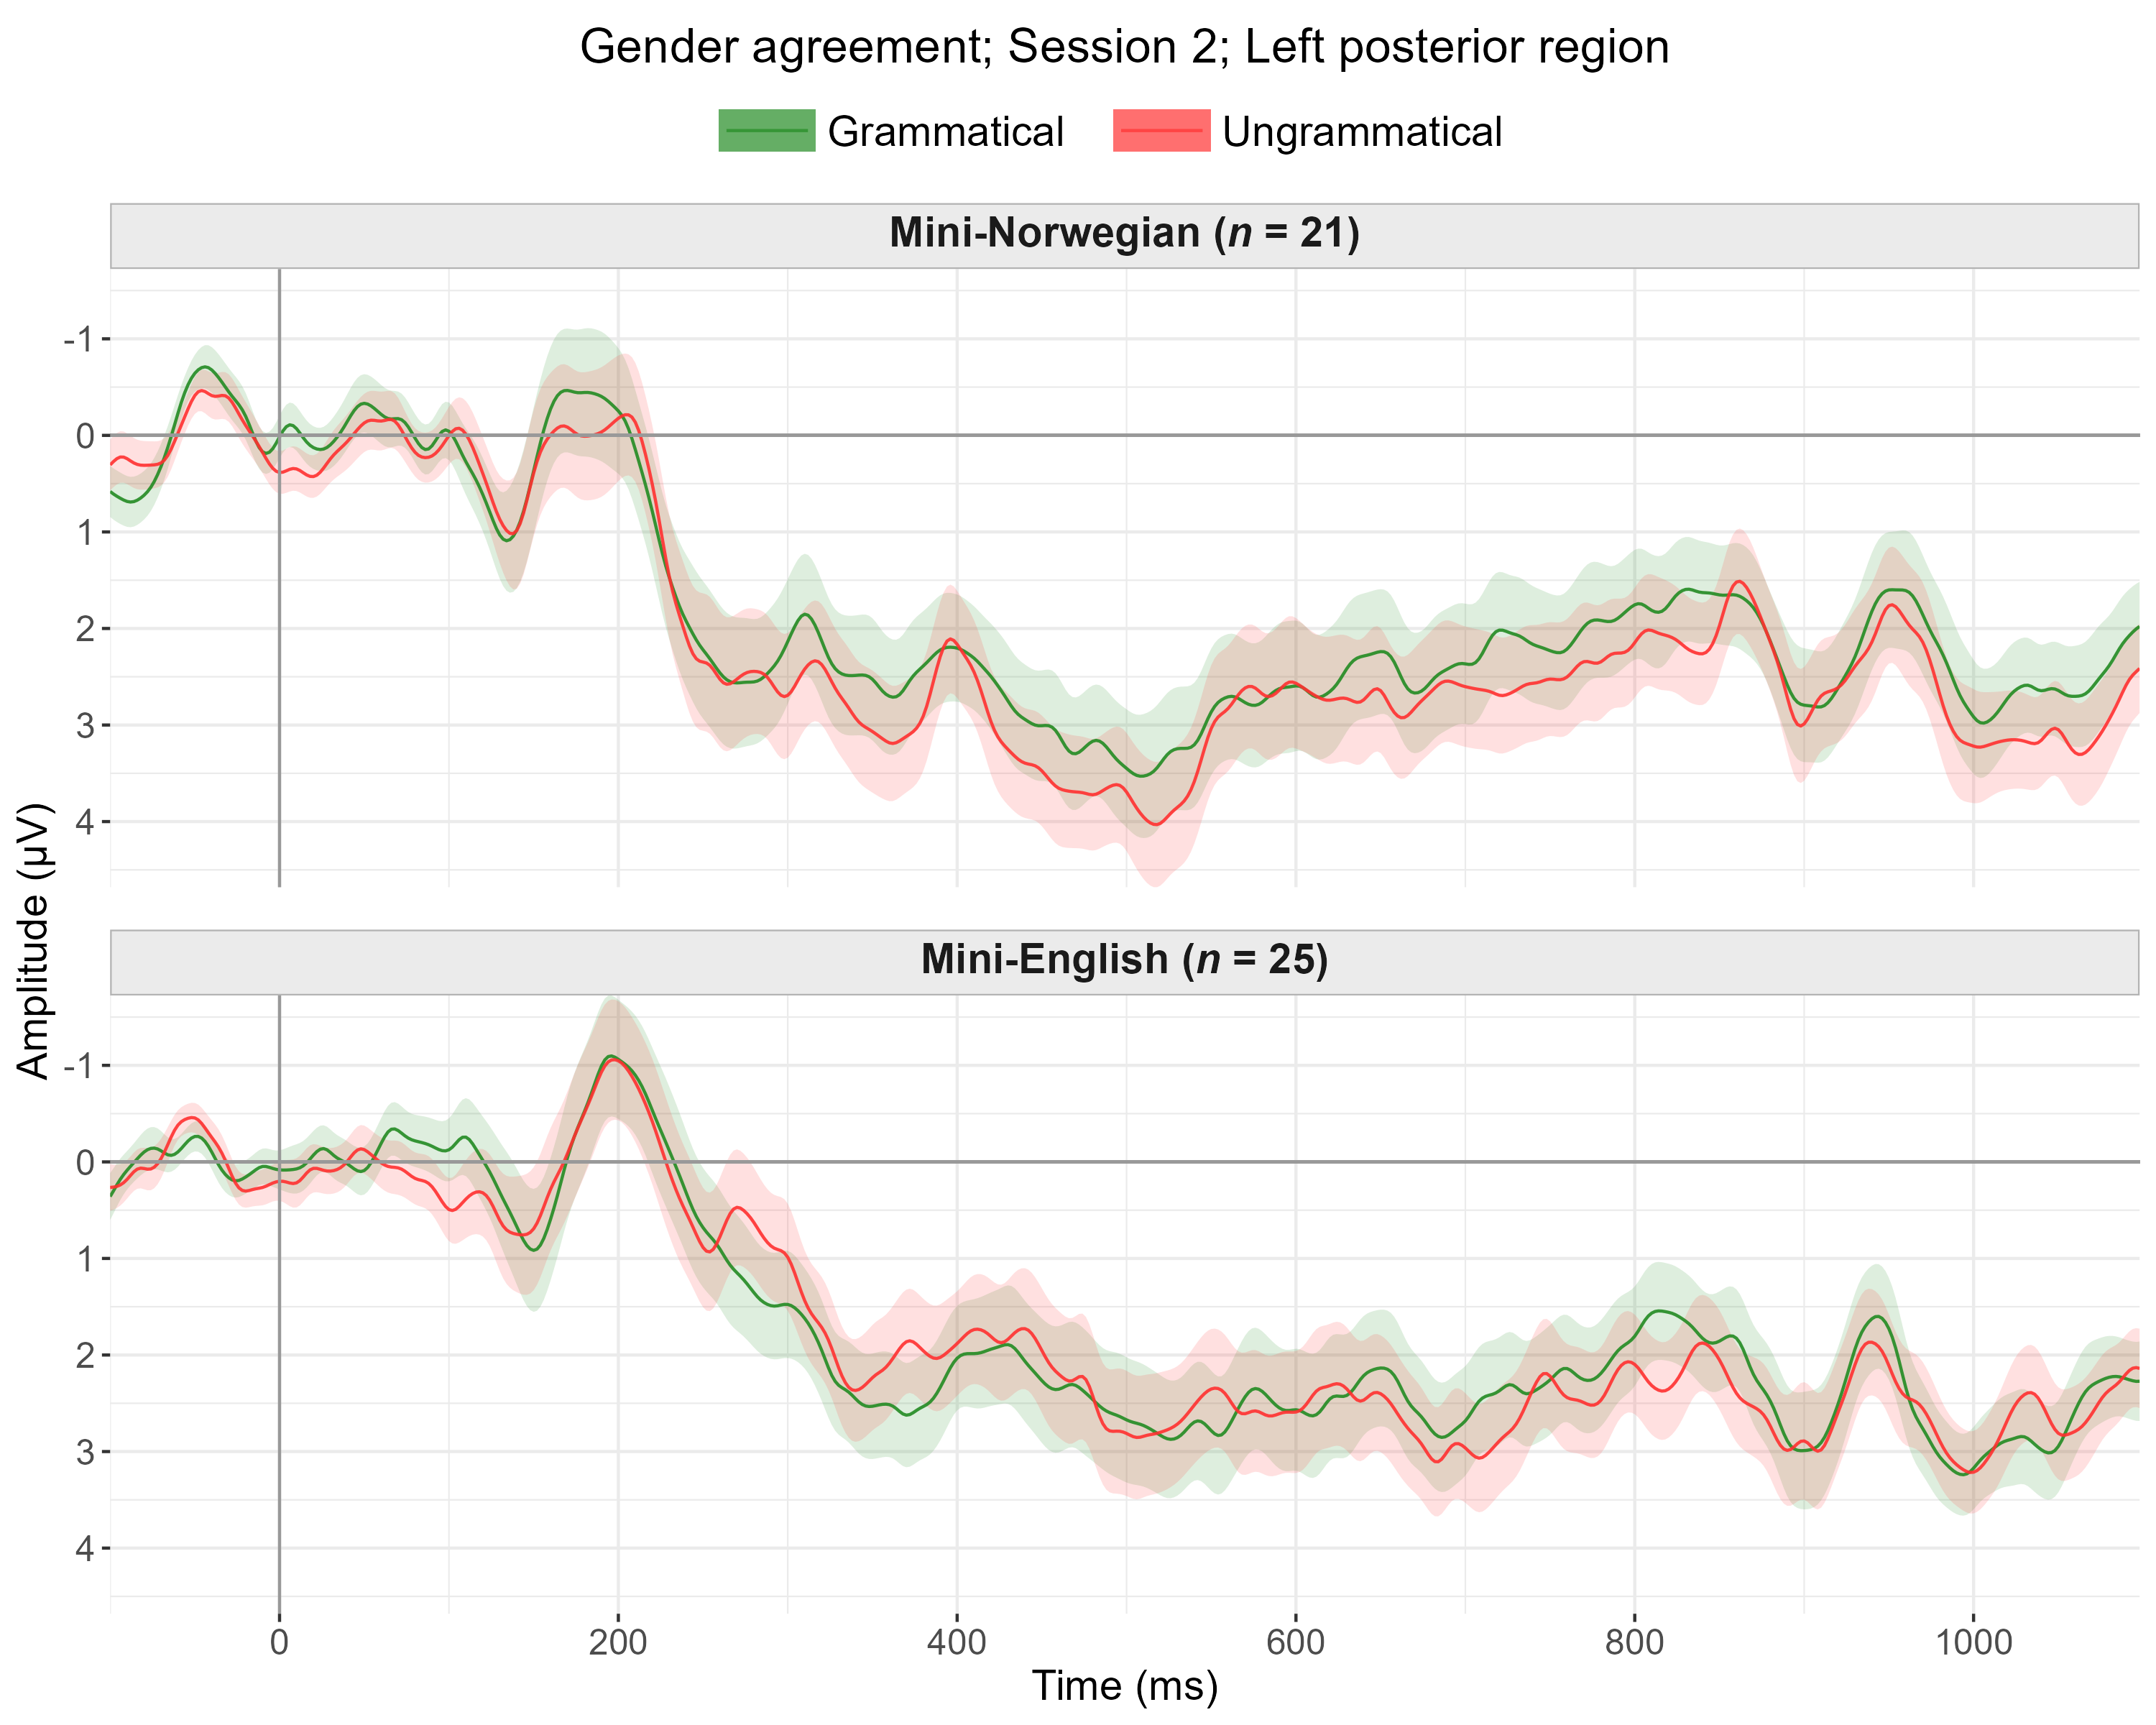 Gender agreement; Session 2; Left posterior region
Grammatical
Ungrammatical
Mini-Norwegian (n = 21)
-1
0
1
2
3
4
Amplitude (µV)
Mini-English (n = 25)
-1
0
1
2
3
4
0 200 400 600 800 1000
Time (ms)